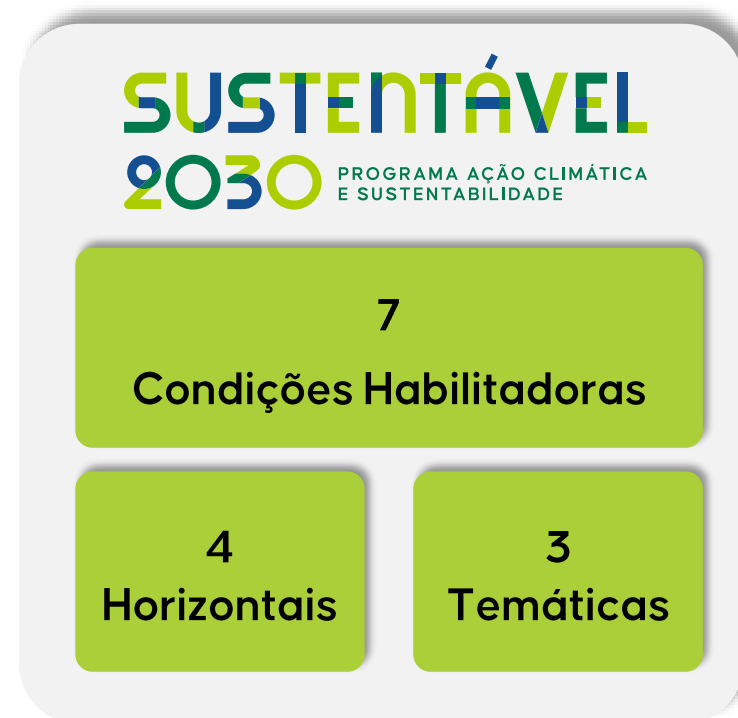 SUSTENTÁVEL
2030 PROGRAMA AÇÃO CLIMÁTICA
E SUSTENTABILIDADE
7
Condições Habilitadoras
4
Horizontais
3
Temáticas